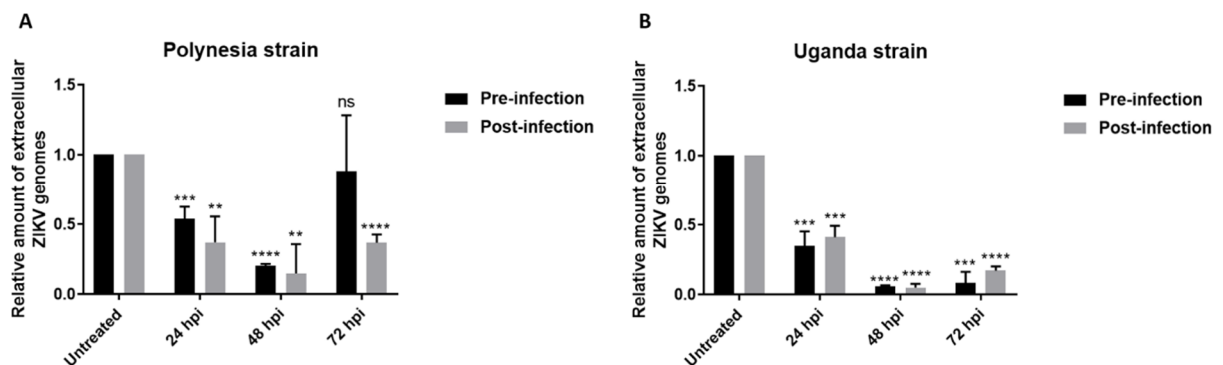 A
Polynesia strain
Relative amount of extracellular
ZIKV genomes
1.5
1.0
0.5
0.0
ns
***
**
****
**
****
Untreated
24 hpi
48 hpi
72 hpi
Pre-infection
Post-infection
B
Uganda strain
Relative amount of extracellular
ZIKV genomes
1.5
1.0
0.5
0.0
***
***
****
****
***
****
Untreated
24 hpi
48 hpi
72 hpi
Pre-infection
Post-infection